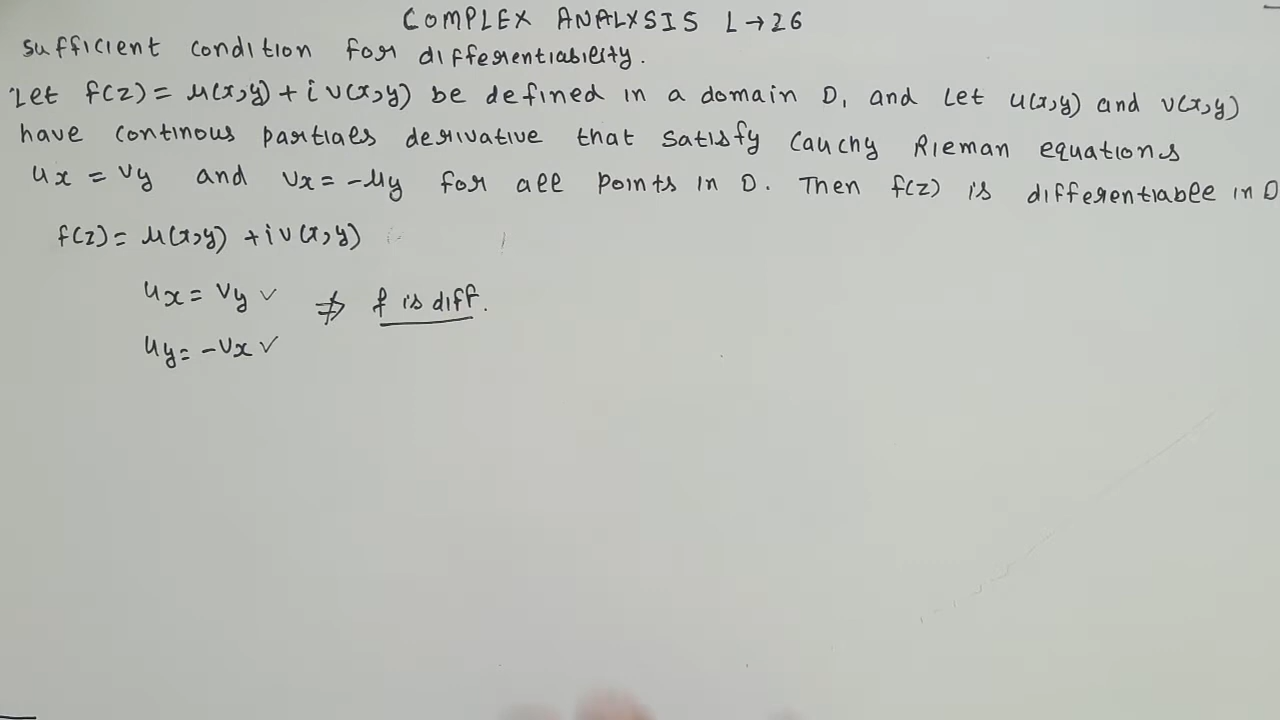 COMPLEX ANALYSIS L→26
sufficient condition for differentiability.
Let f(z) = u(x,y) + i v(x,y) be defined in a domain D, and Let u(x,y) and v(x,y)
have continous partials derivative that satisfy Cauchy Rieman equations
ux = vy and vx = -uy for all points in D. Then f(z) is differentiable in D
f(z) = u(x,y) + i v(x,y)
ux = vy ✓ ⇏ f is diff.
uy = -vx ✓